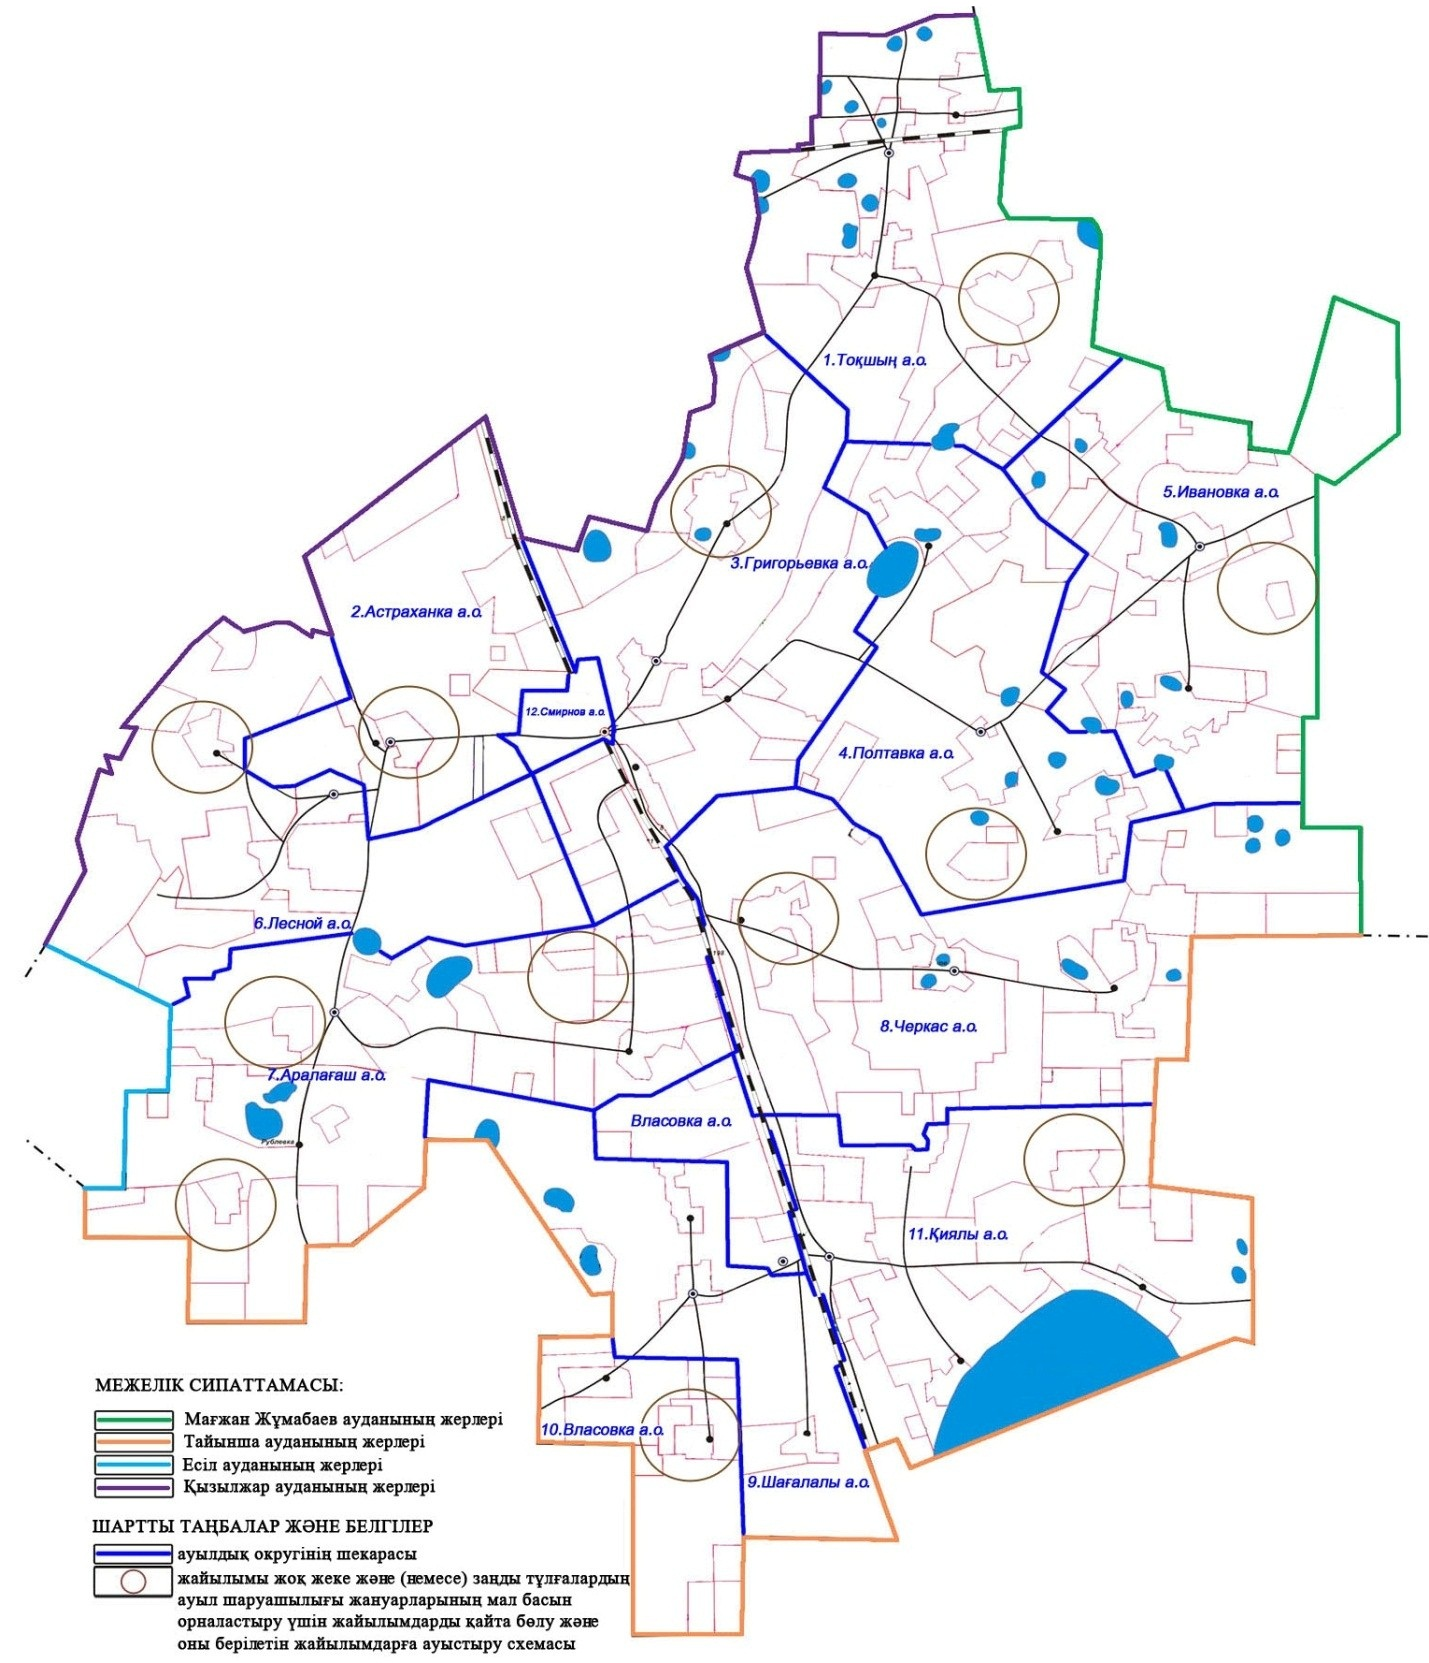 1.Тоқшың а.о.
5.Ивановка а.о.
3.Григорьевка а.о.
2.Астраханка а.о.
12.Смирнов а.о.
4.Полтавка а.о.
6.Лесной а.о.
8.Черкас а.о.
7.Аралағаш а.о.
Власовка а.о.
Рублевка
11.Қиялы а.о.
10.Власовка а.о.
9.Шағалалы а.о.
МЕЖЕЛІК СИПАТТАМАСЫ:
Мағжан Жұмабаев ауданының жерлері
Тайынша ауданының жерлері
Есіл ауданының жерлері
Қызылжар ауданының жерлері
ШАРТТЫ ТАҢБАЛАР ЖӘНЕ БЕЛГІЛЕР
ауылдық округінің шекарасы
жайылымы жоқ жеке және (немесе) заңды тұлғалардың
ауыл шаруашылығы жануарларының мал басын
орналастыру үшін жайылымдарды қайта бөлу және
оны берілетін жайылымдарға ауыстыру схемасы